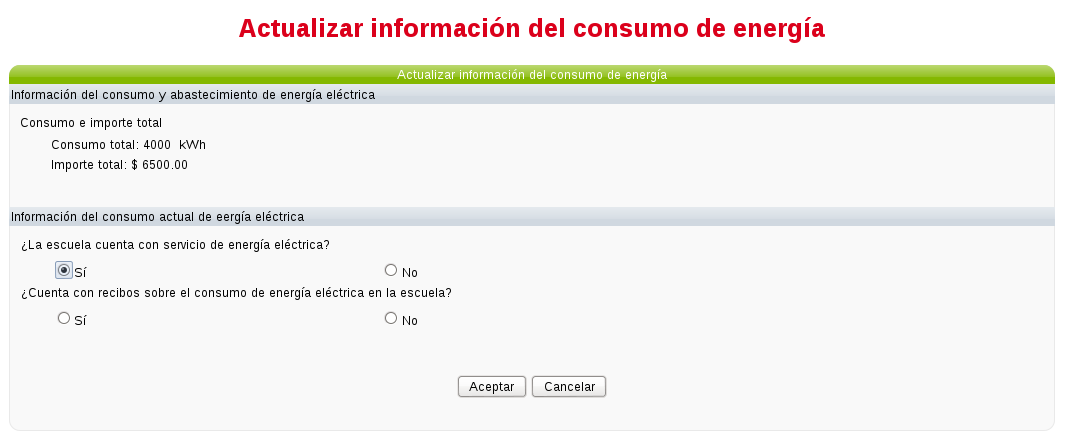 Actualizar información del consumo de energía
Actualizar información del consumo de energía
Información del consumo y abastecimiento de energía eléctrica
Consumo e importe total
Consumo total: 4000 kWh
Importe total: $ 6500.00
Información del consumo actual de eergía eléctrica
¿La escuela cuenta con servicio de energía eléctrica?
Sí No
¿Cuenta con recibos sobre el consumo de energía eléctrica en la escuela?
Sí No
Aceptar Cancelar